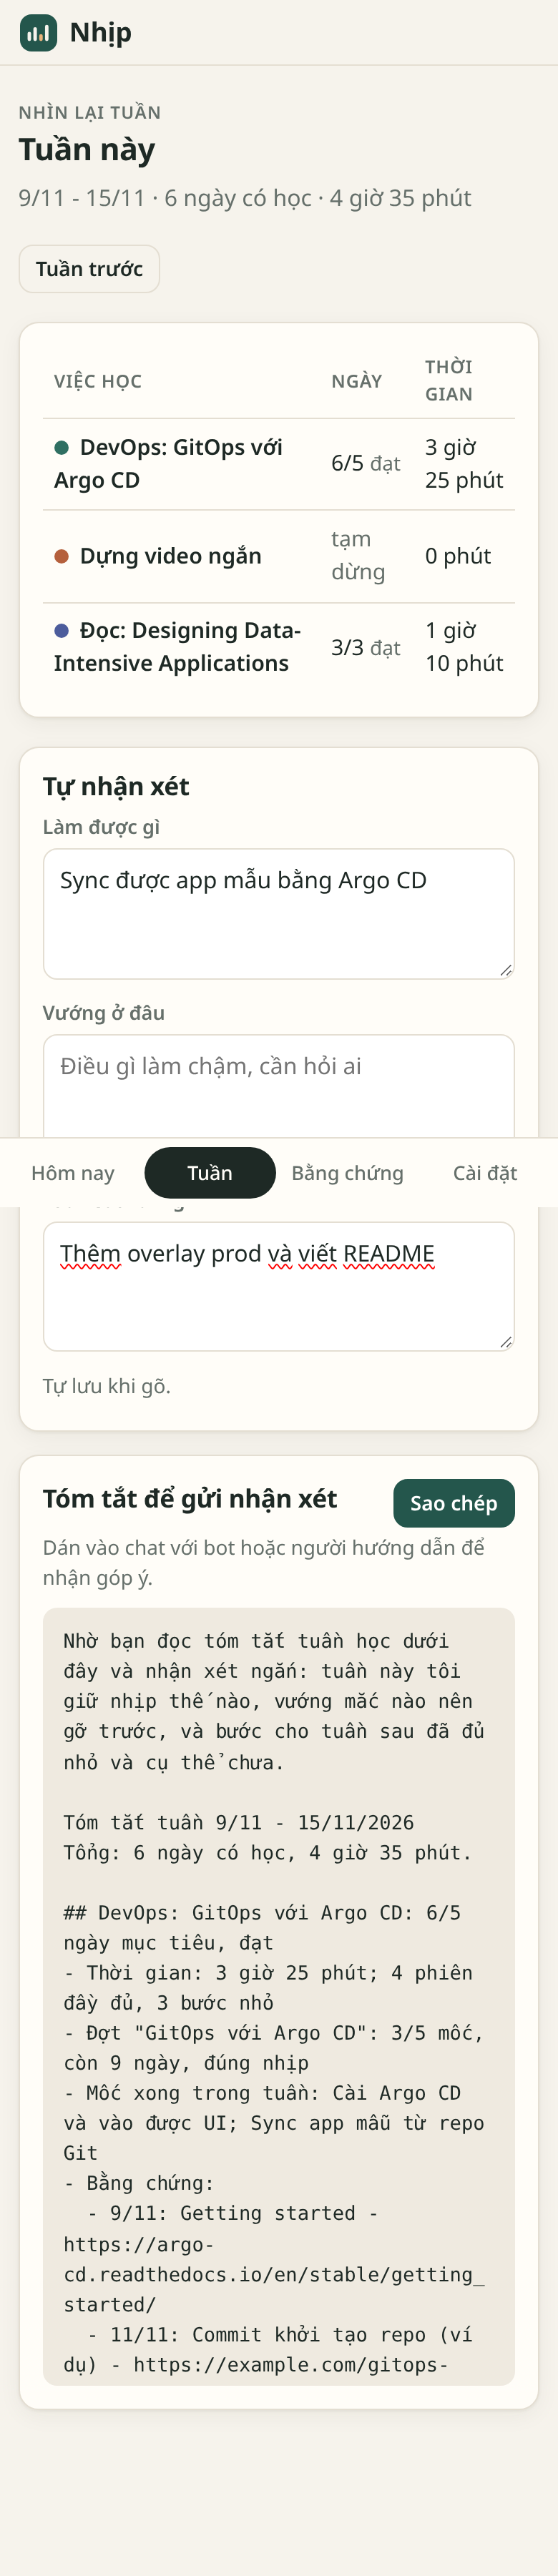 Nhịp
NHÌN LẠI TUẦN
Tuần này
9/11 - 15/11 · 6 ngày có học · 4 giờ 35 phút
Tuần trước
VIỆC HỌC NGÀY THỜI GIAN
DevOps: GitOps với Argo CD 6/5 đạt 3 giờ 25 phút
Dựng video ngắn tạm dừng 0 phút
Đọc: Designing Data-Intensive Applications 3/3 đạt 1 giờ 10 phút
Tự nhận xét
Làm được gì
Sync được app mẫu bằng Argo CD
Vướng ở đâu
Điều gì làm chậm, cần hỏi ai
Hôm nay Tuần Bằng chứng Cài đặt
Thêm overlay prod và viết README
Tự lưu khi gõ.
Tóm tắt để gửi nhận xét
Sao chép
Dán vào chat với bot hoặc người hướng dẫn để
nhận góp ý.
Nhờ bạn đọc tóm tắt tuần học dưới
đây và nhận xét ngắn: tuần này tôi
giữ nhịp thế nào, vướng mắc nào nên
gỡ trước, và bước cho tuần sau đã đủ
nhỏ và cụ thể chưa.
Tóm tắt tuần 9/11 - 15/11/2026
Tổng: 6 ngày có học, 4 giờ 35 phút.
## DevOps: GitOps với Argo CD: 6/5
ngày mục tiêu, đạt
- Thời gian: 3 giờ 25 phút; 4 phiên
đầy đủ, 3 bước nhỏ
- Đợt "GitOps với Argo CD": 3/5 mốc,
còn 9 ngày, đúng nhịp
- Mốc xong trong tuần: Cài Argo CD
và vào được UI; Sync app mẫu từ repo
Git
- Bằng chứng:
- 9/11: Getting started -
https://argo-
cd.readthedocs.io/en/stable/getting_
started/
- 11/11: Commit khởi tạo repo (ví
dụ) - https://example.com/gitops-